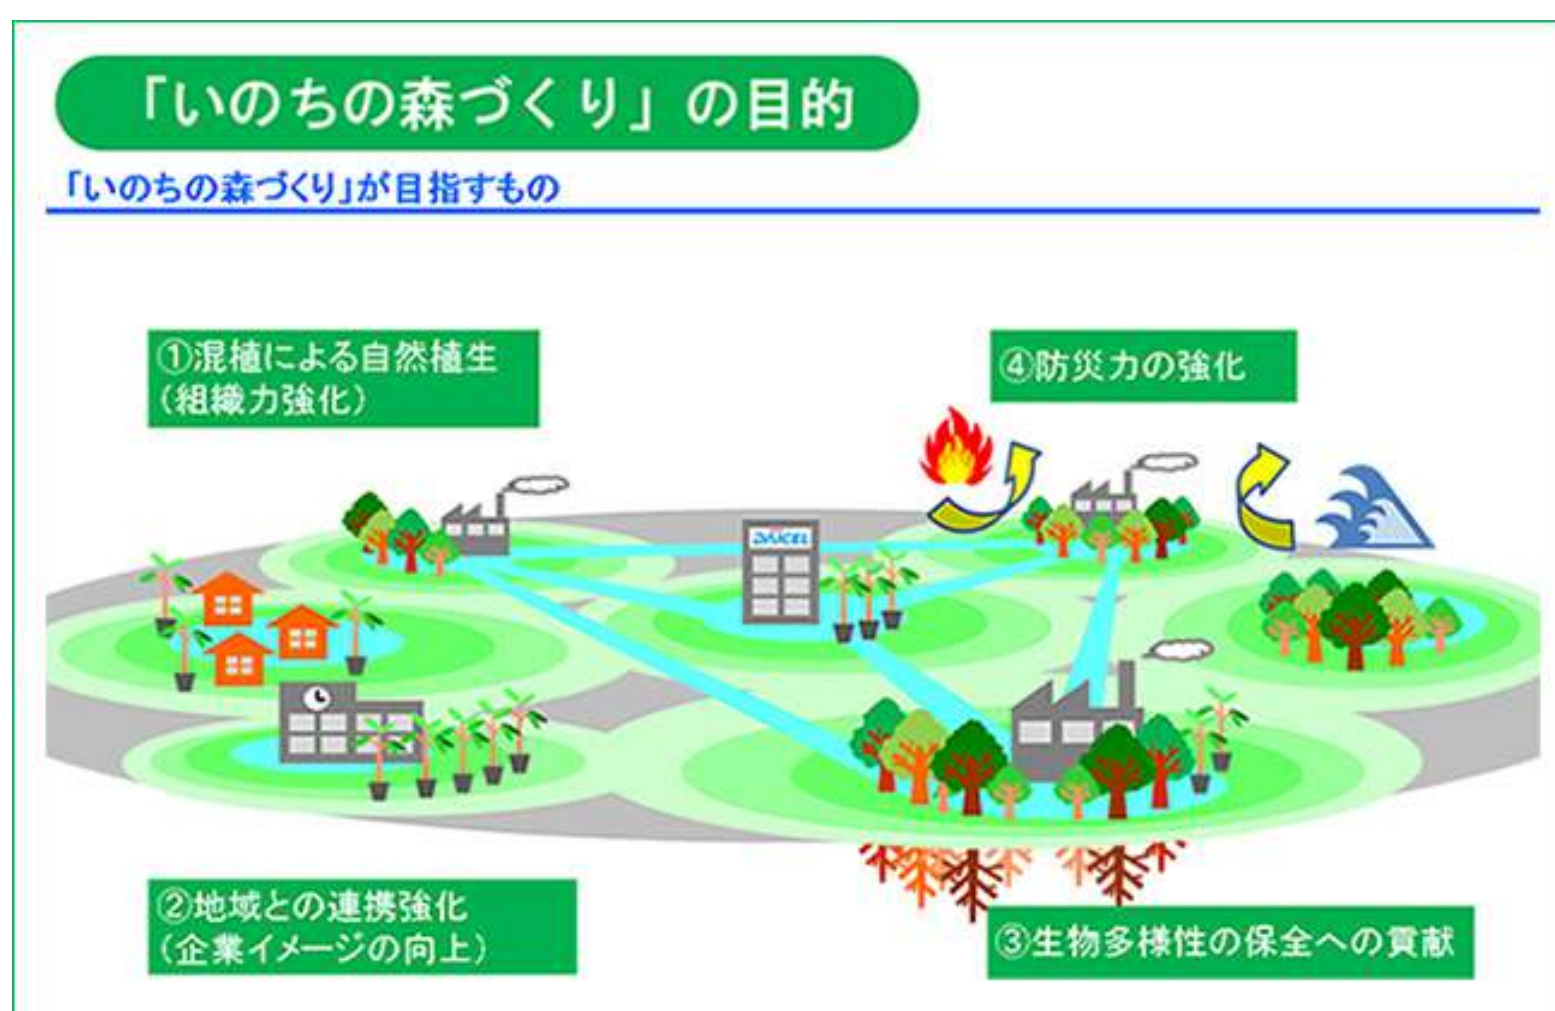 「いのちの森づくり」の目的
「いのちの森づくり」が目指すもの
①混植による自然植生
(組織力強化)
④防災力の強化
DAICEL
②地域との連携強化
(企業イメージの向上)
③生物多様性の保全への貢献